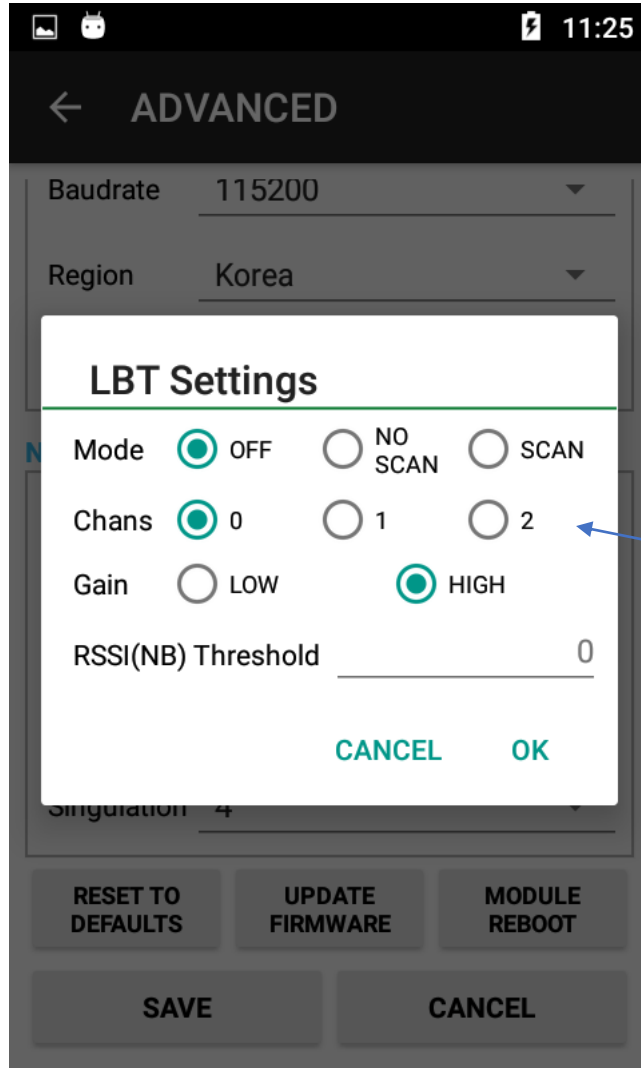 11:25
ADVANCED
Baudrate 115200
Region Korea
LBT Settings
N
Mode OFF NO SCAN SCAN
Chans 0 1 2
Gain LOW HIGH
RSSI(NB) Threshold 0
CANCEL OK
Singulation 4
RESET TO DEFAULTS UPDATE FIRMWARE MODULE REBOOT
SAVE CANCEL